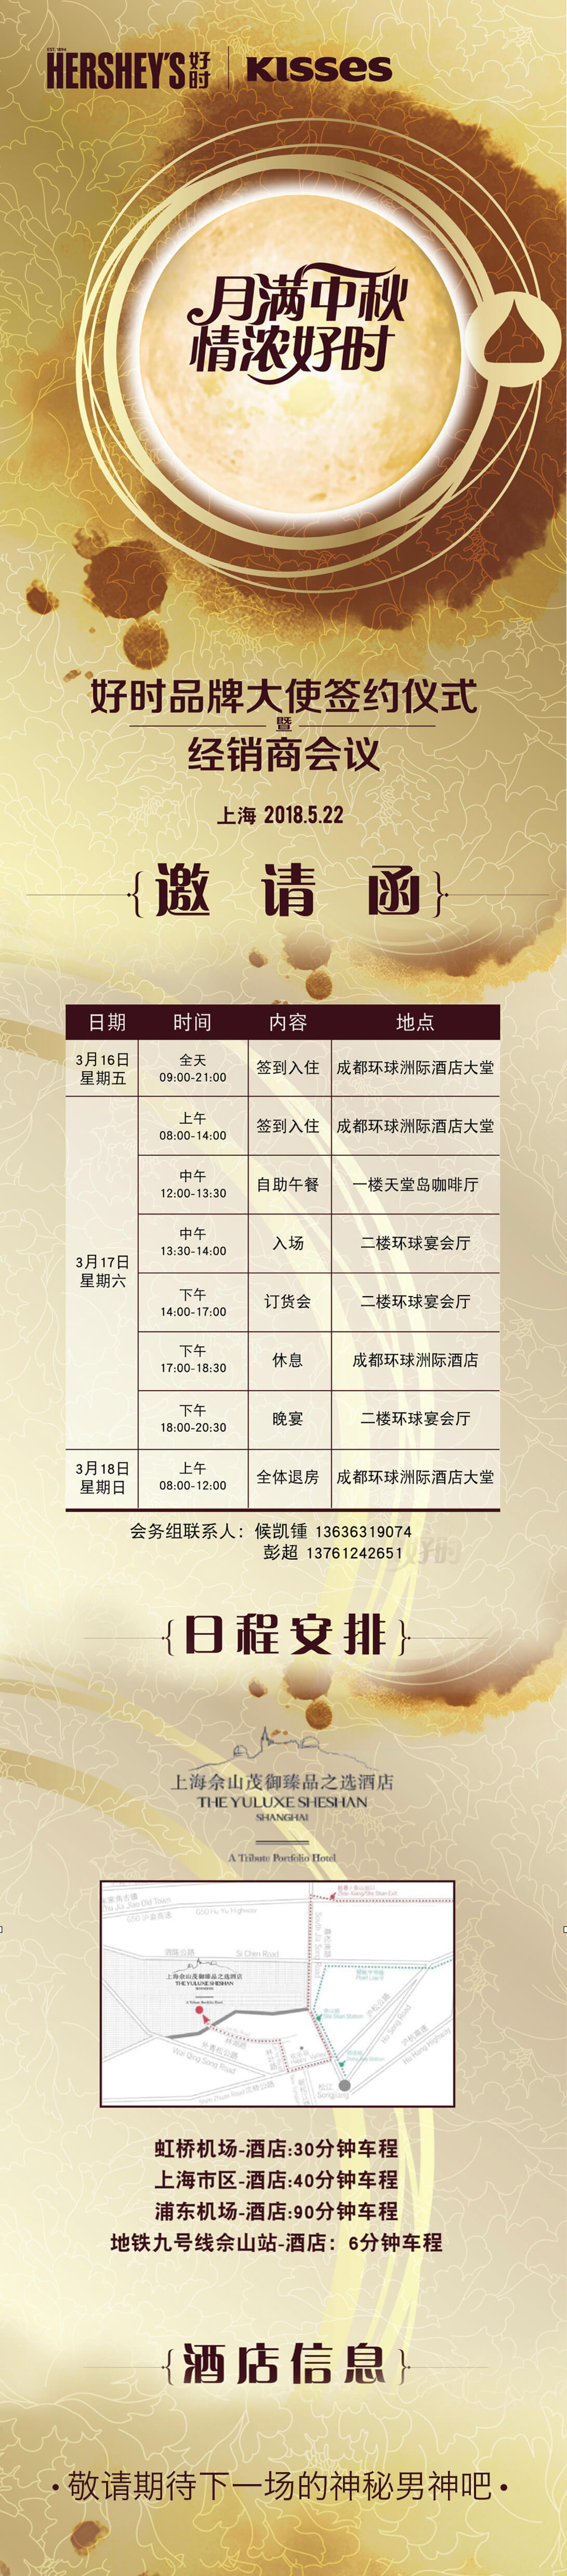 EST. 1894
HERSHEY'S 好时 KISSES
月满中秋
情浓好时
好时品牌大使签约仪式
暨
经销商会议
上海 2018.5.22
{邀 请 函}
日期 时间 内容 地点
3月16日 星期五 全天 09:00-21:00 签到入住 成都环球洲际酒店大堂
3月17日 星期六 上午 08:00-14:00 签到入住 成都环球洲际酒店大堂
中午 12:00-13:30 自助午餐 一楼天堂岛咖啡厅
中午 13:30-14:00 入场 二楼环球宴会厅
下午 14:00-17:00 订货会 二楼环球宴会厅
下午 17:00-18:30 休息 成都环球洲际酒店
下午 18:00-20:30 晚宴 二楼环球宴会厅
3月18日 星期日 上午 08:00-12:00 全体退房 成都环球洲际酒店大堂
会务组联系人：候凯锺 13636319074
彭超 13761242651
好时
{日程安排}
上海佘山茂御臻品之选酒店
THE YULUXE SHESHAN
SHANGHAI
A Tribute Portfolio Hotel
G50 Hu Yu Highway
G50 沪渝高速
泗陈公路 Si Chen Road
上海佘山茂御臻品之选酒店
THE YULUXE SHESHAN
外青松公路
Wai Qing Song Road
沈砖公路
松江
Songjiang
虹桥机场-酒店:30分钟车程
上海市区-酒店:40分钟车程
浦东机场-酒店:90分钟车程
地铁九号线佘山站-酒店：6分钟车程
{酒店信息}
·敬请期待下一场的神秘男神吧·